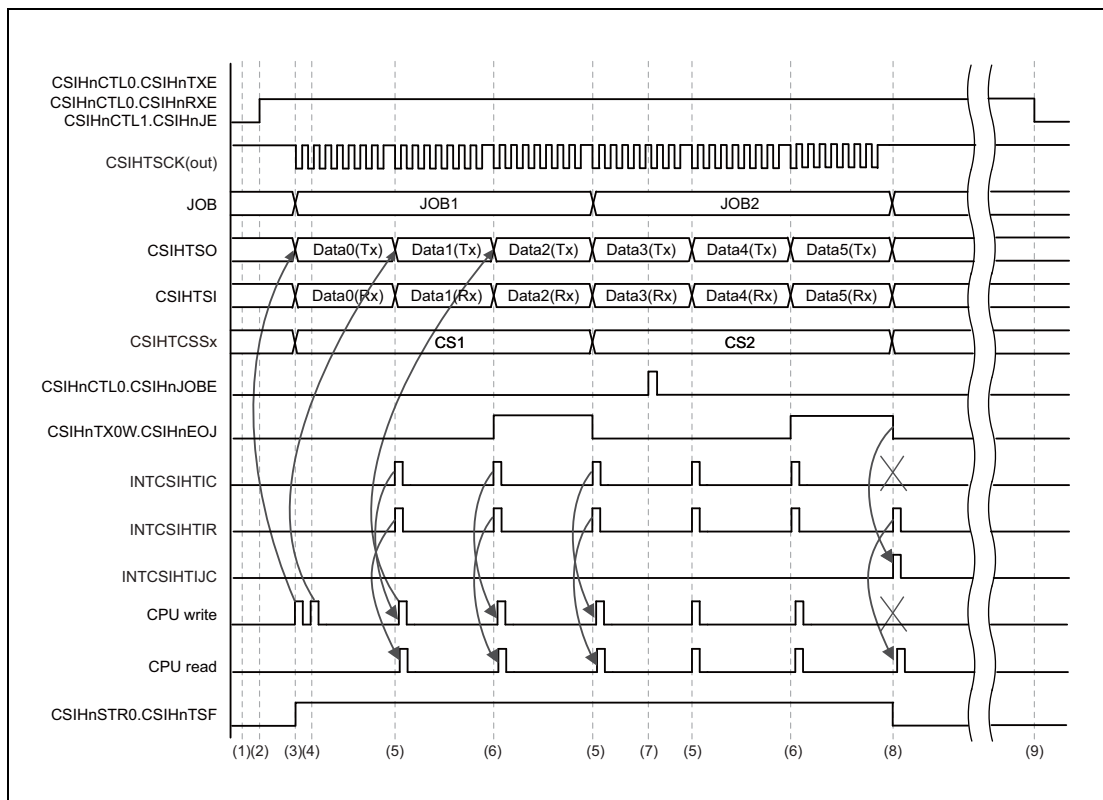 CSIHnCTL0.CSIHnTXE
CSIHnCTL0.CSIHnRXE
CSIHnCTL1.CSIHnJE
CSIHTSCK(out)
JOB JOB1 JOB2
CSIHTSO Data0(Tx) Data1(Tx) Data2(Tx) Data3(Tx) Data4(Tx) Data5(Tx)
CSIHTSI Data0(Rx) Data1(Rx) Data2(Rx) Data3(Rx) Data4(Rx) Data5(Rx)
CSIHTCSSx CS1 CS2
CSIHnCTL0.CSIHnJOBE
CSIHnTX0W.CSIHnEOJ
INTCSIHTIC
INTCSIHTIR
INTCSIHTIJC
CPU write
CPU read
CSIHnSTR0.CSIHnTSF
(1)(2) (3)(4) (5) (6) (5) (7) (5) (6) (8) (9)